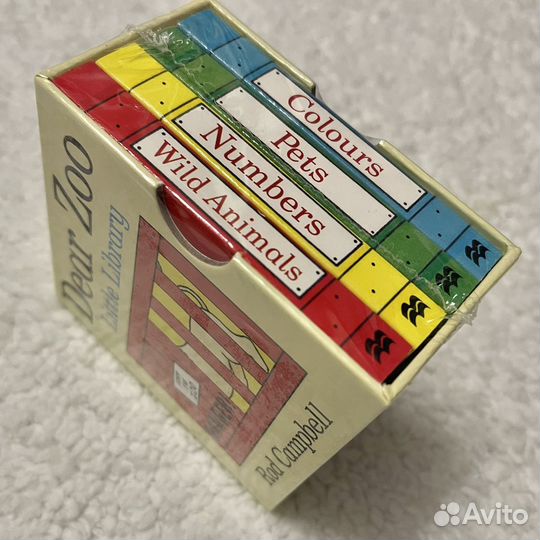 Colours
Pets
Numbers
Wild Animals
Dear Zoo
Little Library
Rod Campbell
Avito